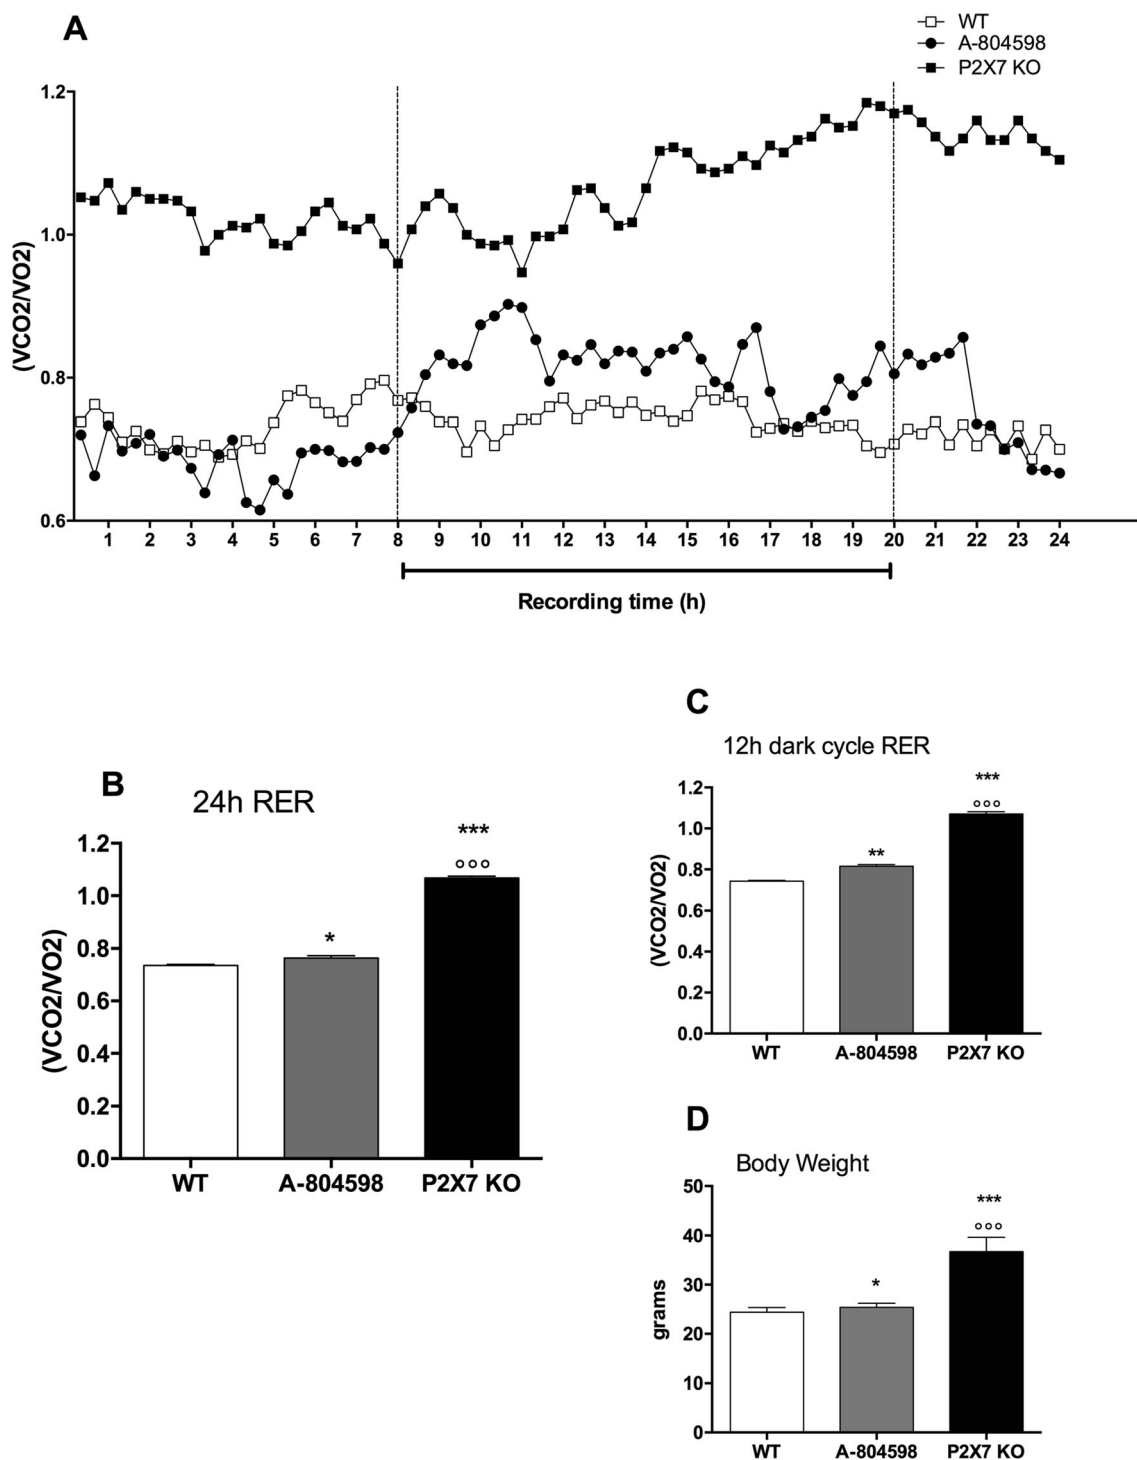 A
WT
A-804598
P2X7 KO
(VCO2/VO2)
1.2
1.0
0.8
0.6
1 2 3 4 5 6 7 8 9 10 11 12 13 14 15 16 17 18 19 20 21 22 23 24
Recording time (h)
B
24h RER
(VCO2/VO2)
1.2
1.0
0.8
0.6
0.4
0.2
0.0
***
°°°
*
WT A-804598 P2X7 KO
C
12h dark cycle RER
(VCO2/VO2)
1.2
1.0
0.8
0.6
0.4
0.2
0.0
***
°°°
**
WT A-804598 P2X7 KO
D
Body Weight
grams
50
40
30
20
10
0
***
°°°
*
WT A-804598 P2X7 KO